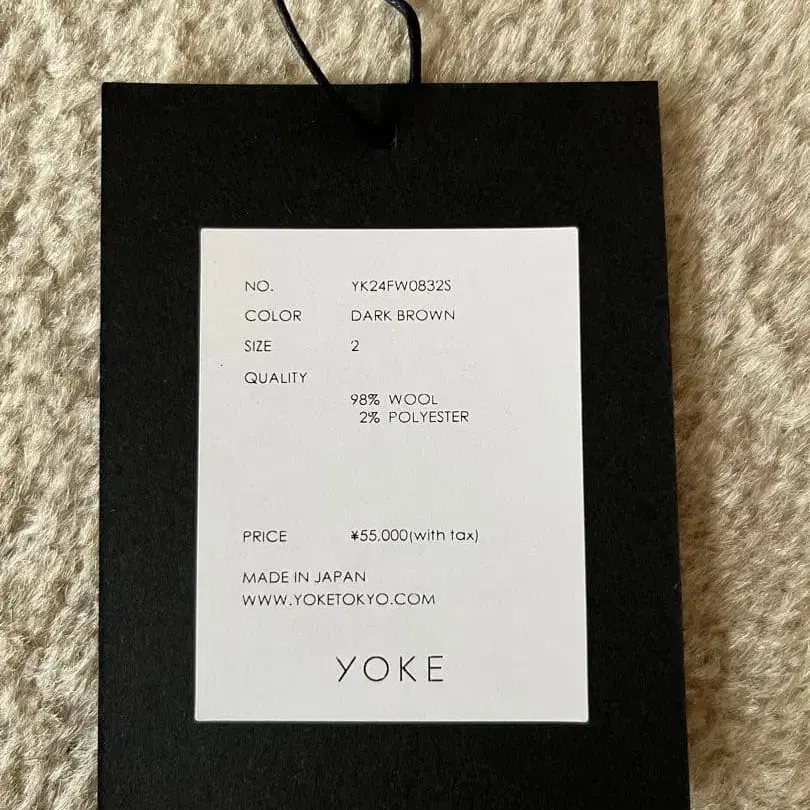 NO. YK24FW0832S
COLOR DARK BROWN
SIZE 2
QUALITY
98% WOOL
2% POLYESTER
PRICE ¥55,000(with tax)
MADE IN JAPAN
WWW.YOKETOKYO.COM
YOKE